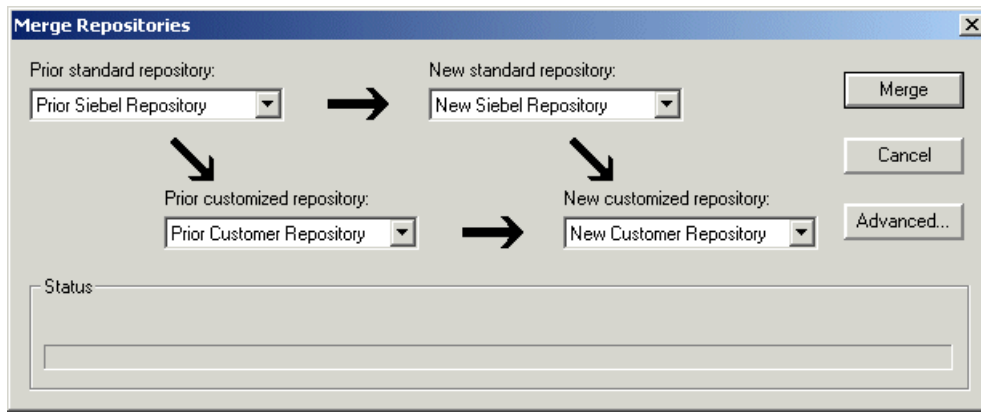 Merge Repositories
Prior standard repository:
New standard repository:
Prior Siebel Repository
New Siebel Repository
Merge
Cancel
Prior customized repository:
New customized repository:
Prior Customer Repository
New Customer Repository
Advanced...
Status